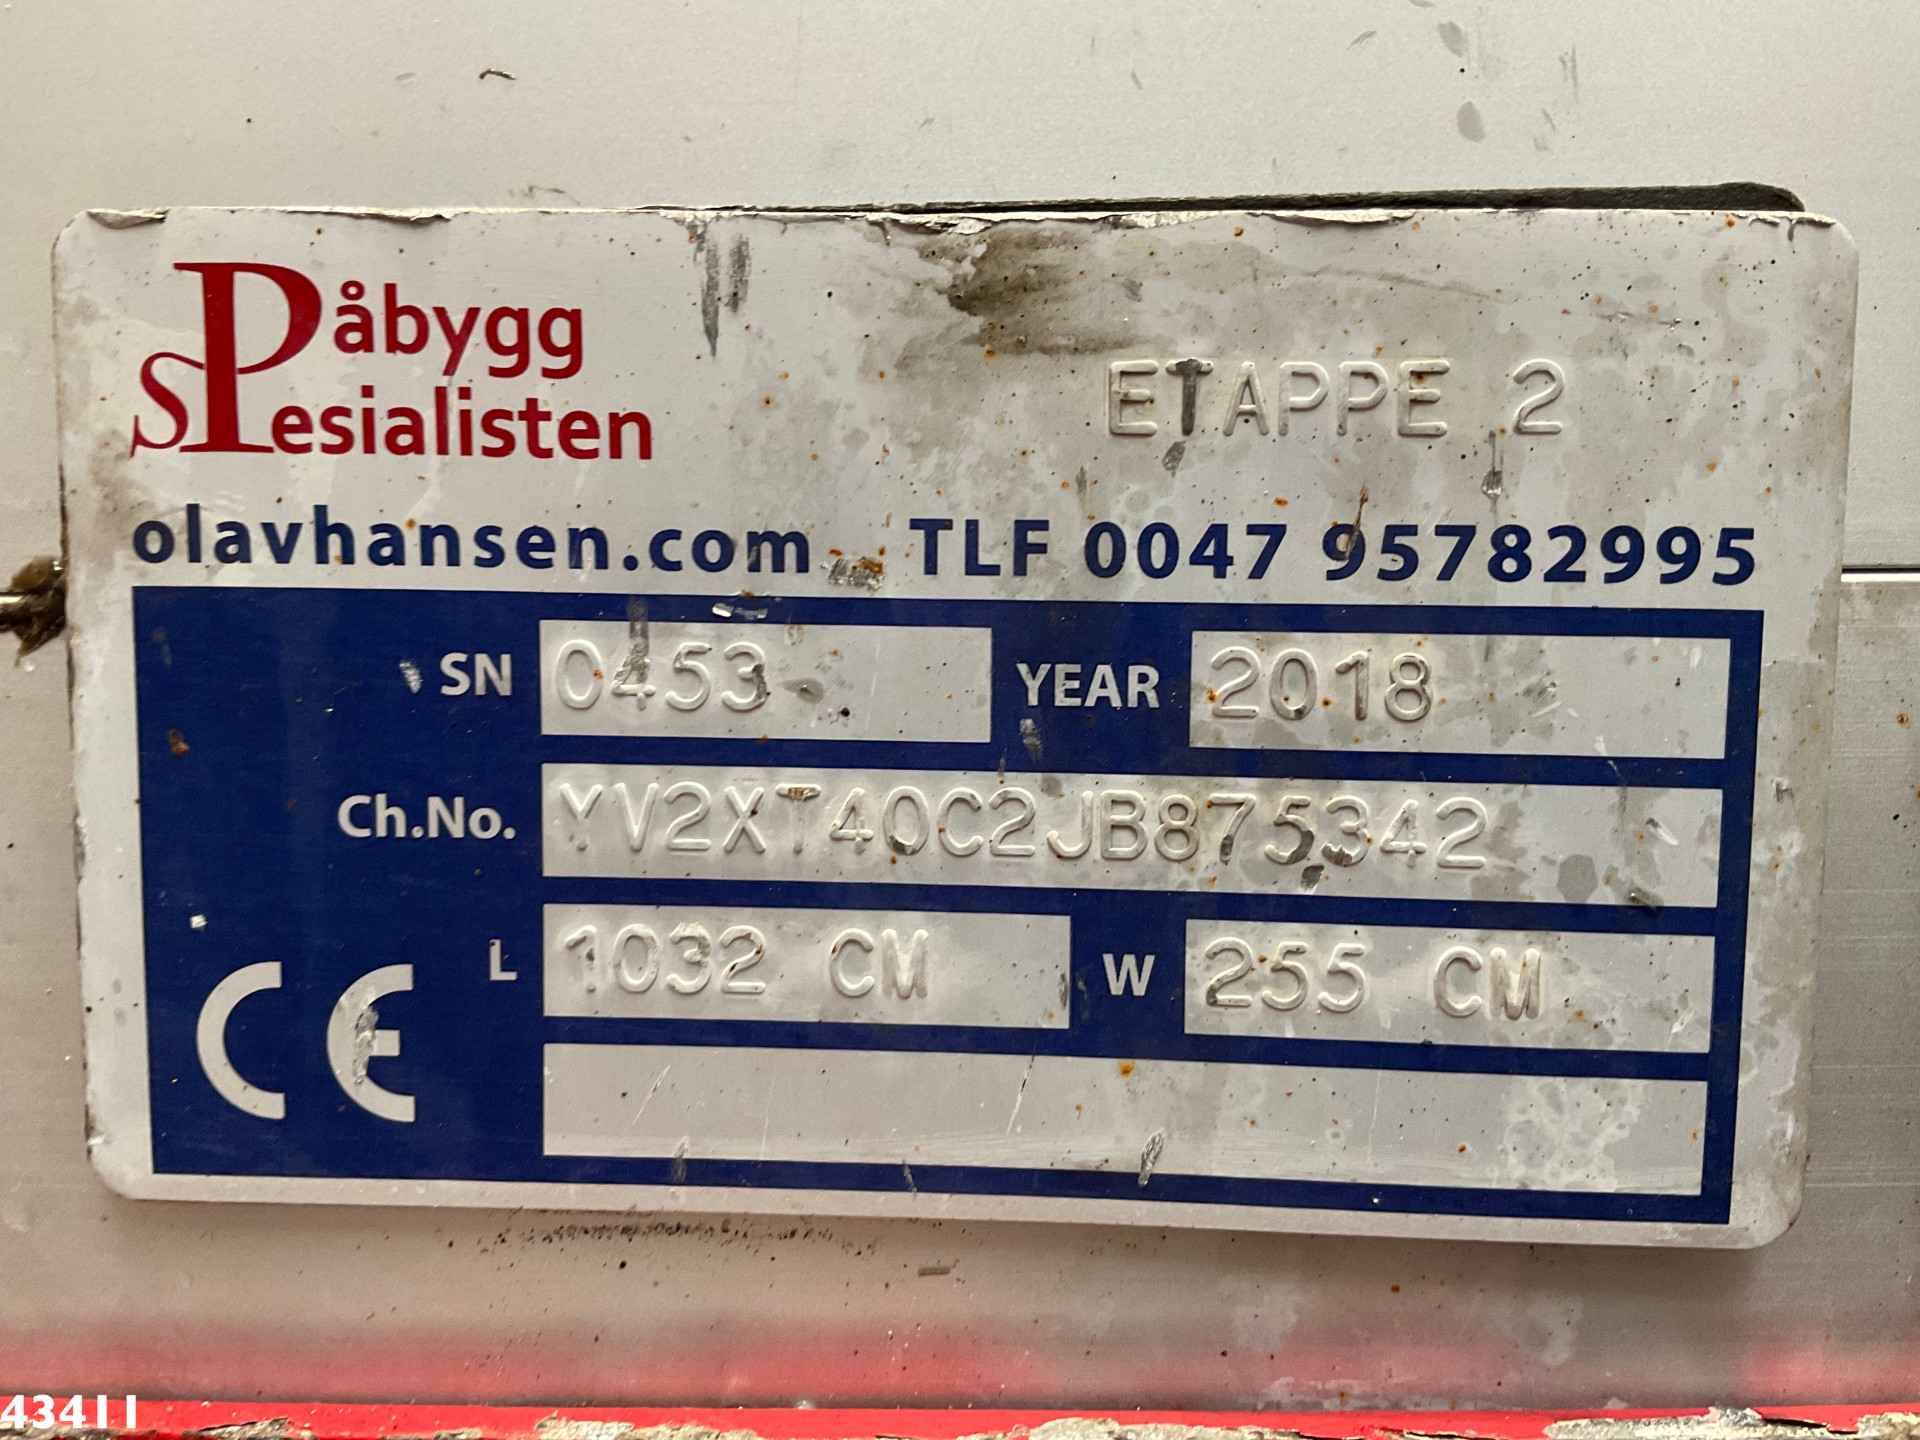 Påbygg
sPesialisten
ETAPPE 2
olavhansen.com TLF 0047 95782995
SN 0453 YEAR 2018
Ch.No. YV2XT40C2JB875342
L 1032 CM W 255 CM
CE
43411